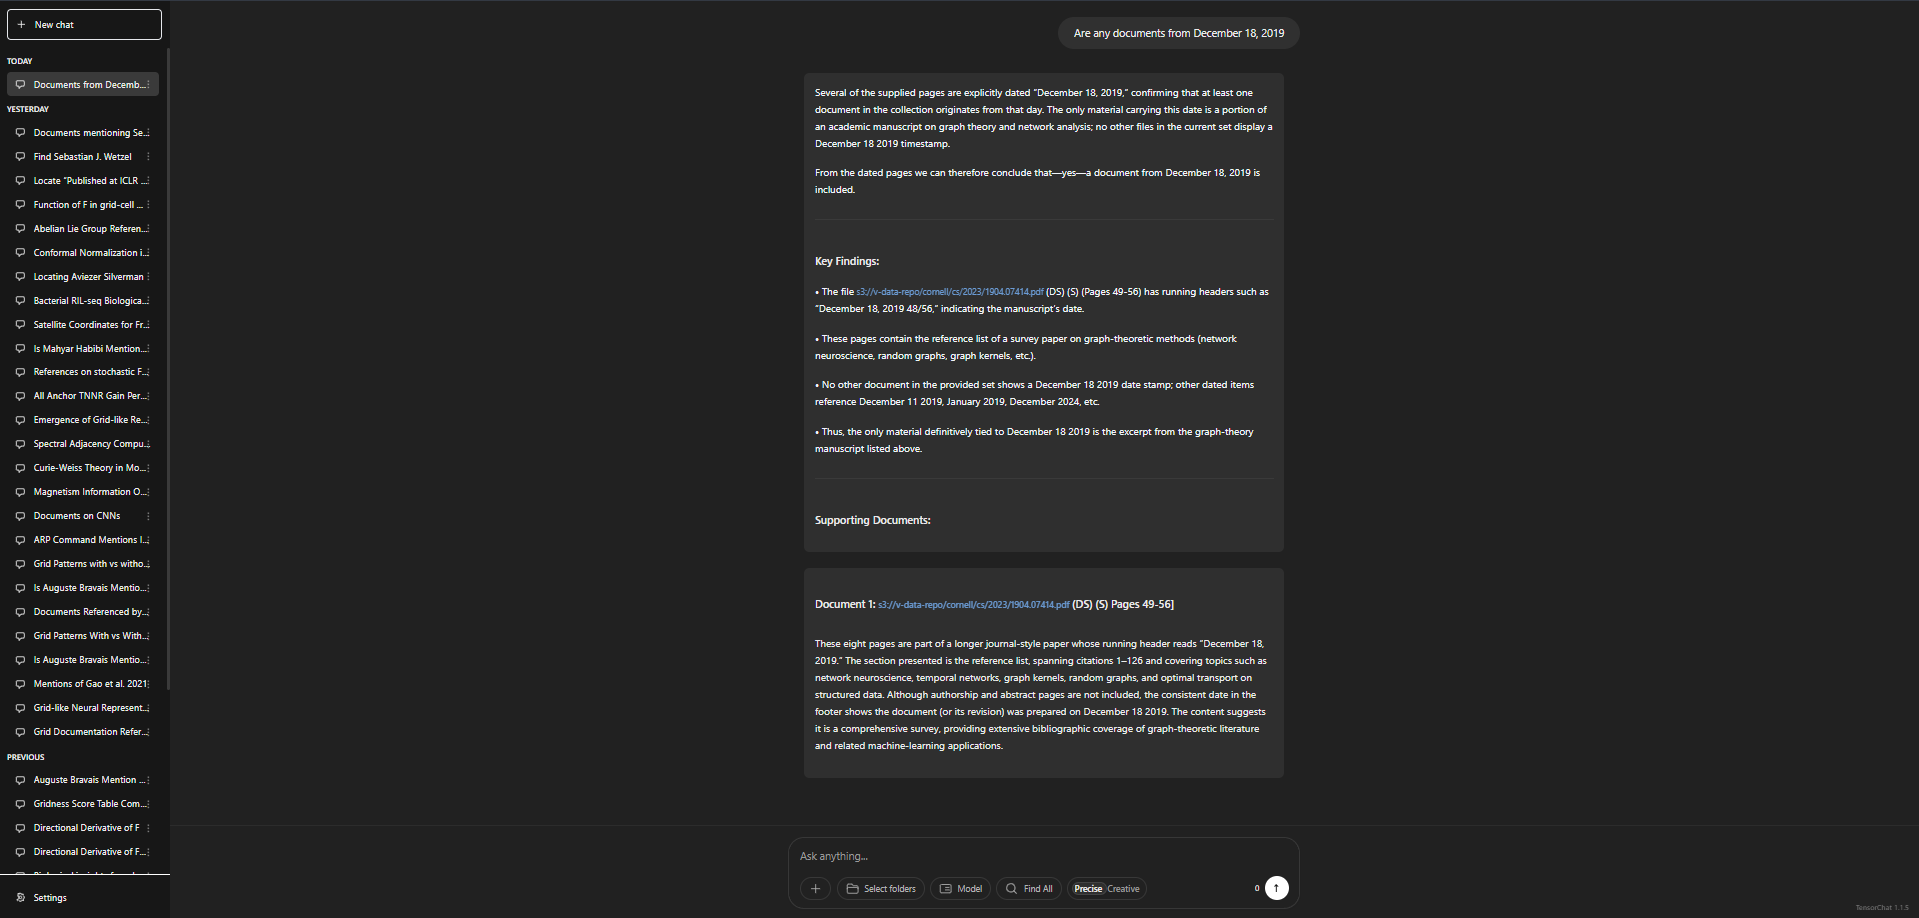 New chat
TODAY
Documents from Decemb...
YESTERDAY
Documents mentioning Se...
Find Sebastian J. Wetzel
Locate "Published at ICLR ...
Function of F in grid-cell ...
Abelian Lie Group Referen...
Conformal Normalization i...
Locating Aviezer Silverman
Bacterial RIL-seq Biologica...
Satellite Coordinates for Fr...
Is Mahyar Habibi Mention...
References on stochastic F...
All Anchor TNNR Gain Per...
Emergence of Grid-like Re...
Spectral Adjacency Compu...
Curie-Weiss Theory in Mo...
Magnetism Information O...
Documents on CNNs
ARP Command Mentions I...
Grid Patterns with vs witho...
Is Auguste Bravais Mentio...
Documents Referenced by...
Grid Patterns With vs With...
Is Auguste Bravais Mentio...
Mentions of Gao et al. 2021
Grid-like Neural Represent...
Grid Documentation Refer...
PREVIOUS
Auguste Bravais Mention ...
Gridness Score Table Com...
Directional Derivative of F
Directional Derivative of F...
Settings
Are any documents from December 18, 2019
Several of the supplied pages are explicitly dated "December 18, 2019," confirming that at least one
document in the collection originates from that day. The only material carrying this date is a portion of
an academic manuscript on graph theory and network analysis; no other files in the current set display a
December 18 2019 timestamp.
From the dated pages we can therefore conclude that—yes—a document from December 18, 2019 is
included.
Key Findings:
• The file s3://v-data-repo/cornell/cs/2023/1904.07414.pdf (DS) (S) (Pages 49-56) has running headers such as
"December 18, 2019 48/56," indicating the manuscript's date.
• These pages contain the reference list of a survey paper on graph-theoretic methods (network
neuroscience, random graphs, graph kernels, etc.).
• No other document in the provided set shows a December 18 2019 date stamp; other dated items
reference December 11 2019, January 2019, December 2024, etc.
• Thus, the only material definitively tied to December 18 2019 is the excerpt from the graph-theory
manuscript listed above.
Supporting Documents:
Document 1: s3://v-data-repo/cornell/cs/2023/1904.07414.pdf (DS) (S) Pages 49-56]
These eight pages are part of a longer journal-style paper whose running header reads "December 18,
2019." The section presented is the reference list, spanning citations 1–126 and covering topics such as
network neuroscience, temporal networks, graph kernels, random graphs, and optimal transport on
structured data. Although authorship and abstract pages are not included, the consistent date in the
footer shows the document (or its revision) was prepared on December 18 2019. The content suggests
it is a comprehensive survey, providing extensive bibliographic coverage of graph-theoretic literature
and related machine-learning applications.
Ask anything...
Select folders
Model
Find All
Precise Creative
0
TensorChat 1.1.5